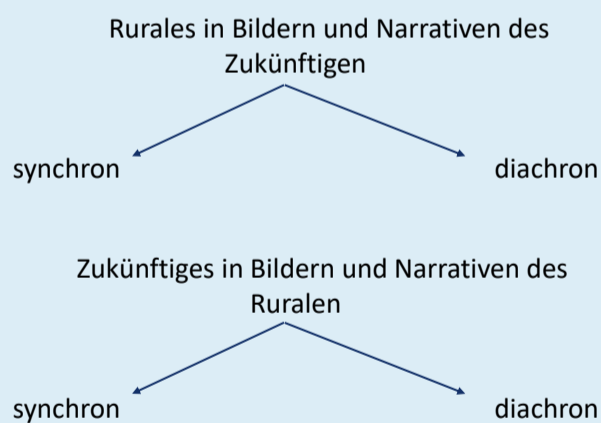 Rurales in Bildern und Narrativen des
Zukünftigen
synchron
diachron
Zukünftiges in Bildern und Narrativen des
Ruralen
synchron
diachron